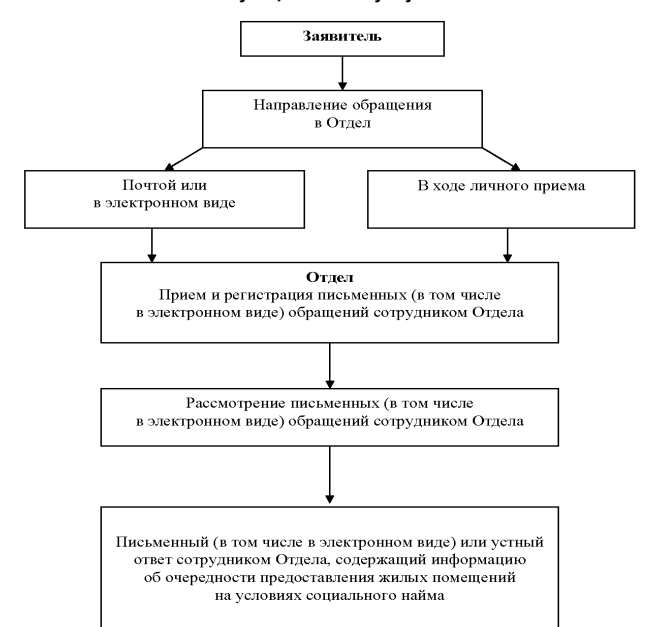 Заявитель
Направление обращения
в Отдел
Почтой или
в электронном виде
В ходе личного приема
Отдел
Прием и регистрация письменных (в том числе
в электронном виде) обращений сотрудником Отдела
Рассмотрение письменных (в том числе
в электронном виде) обращений сотрудником Отдела
Письменный (в том числе в электронном виде) или устный
ответ сотрудником Отдела, содержащий информацию
об очередности предоставления жилых помещений
на условиях социального найма